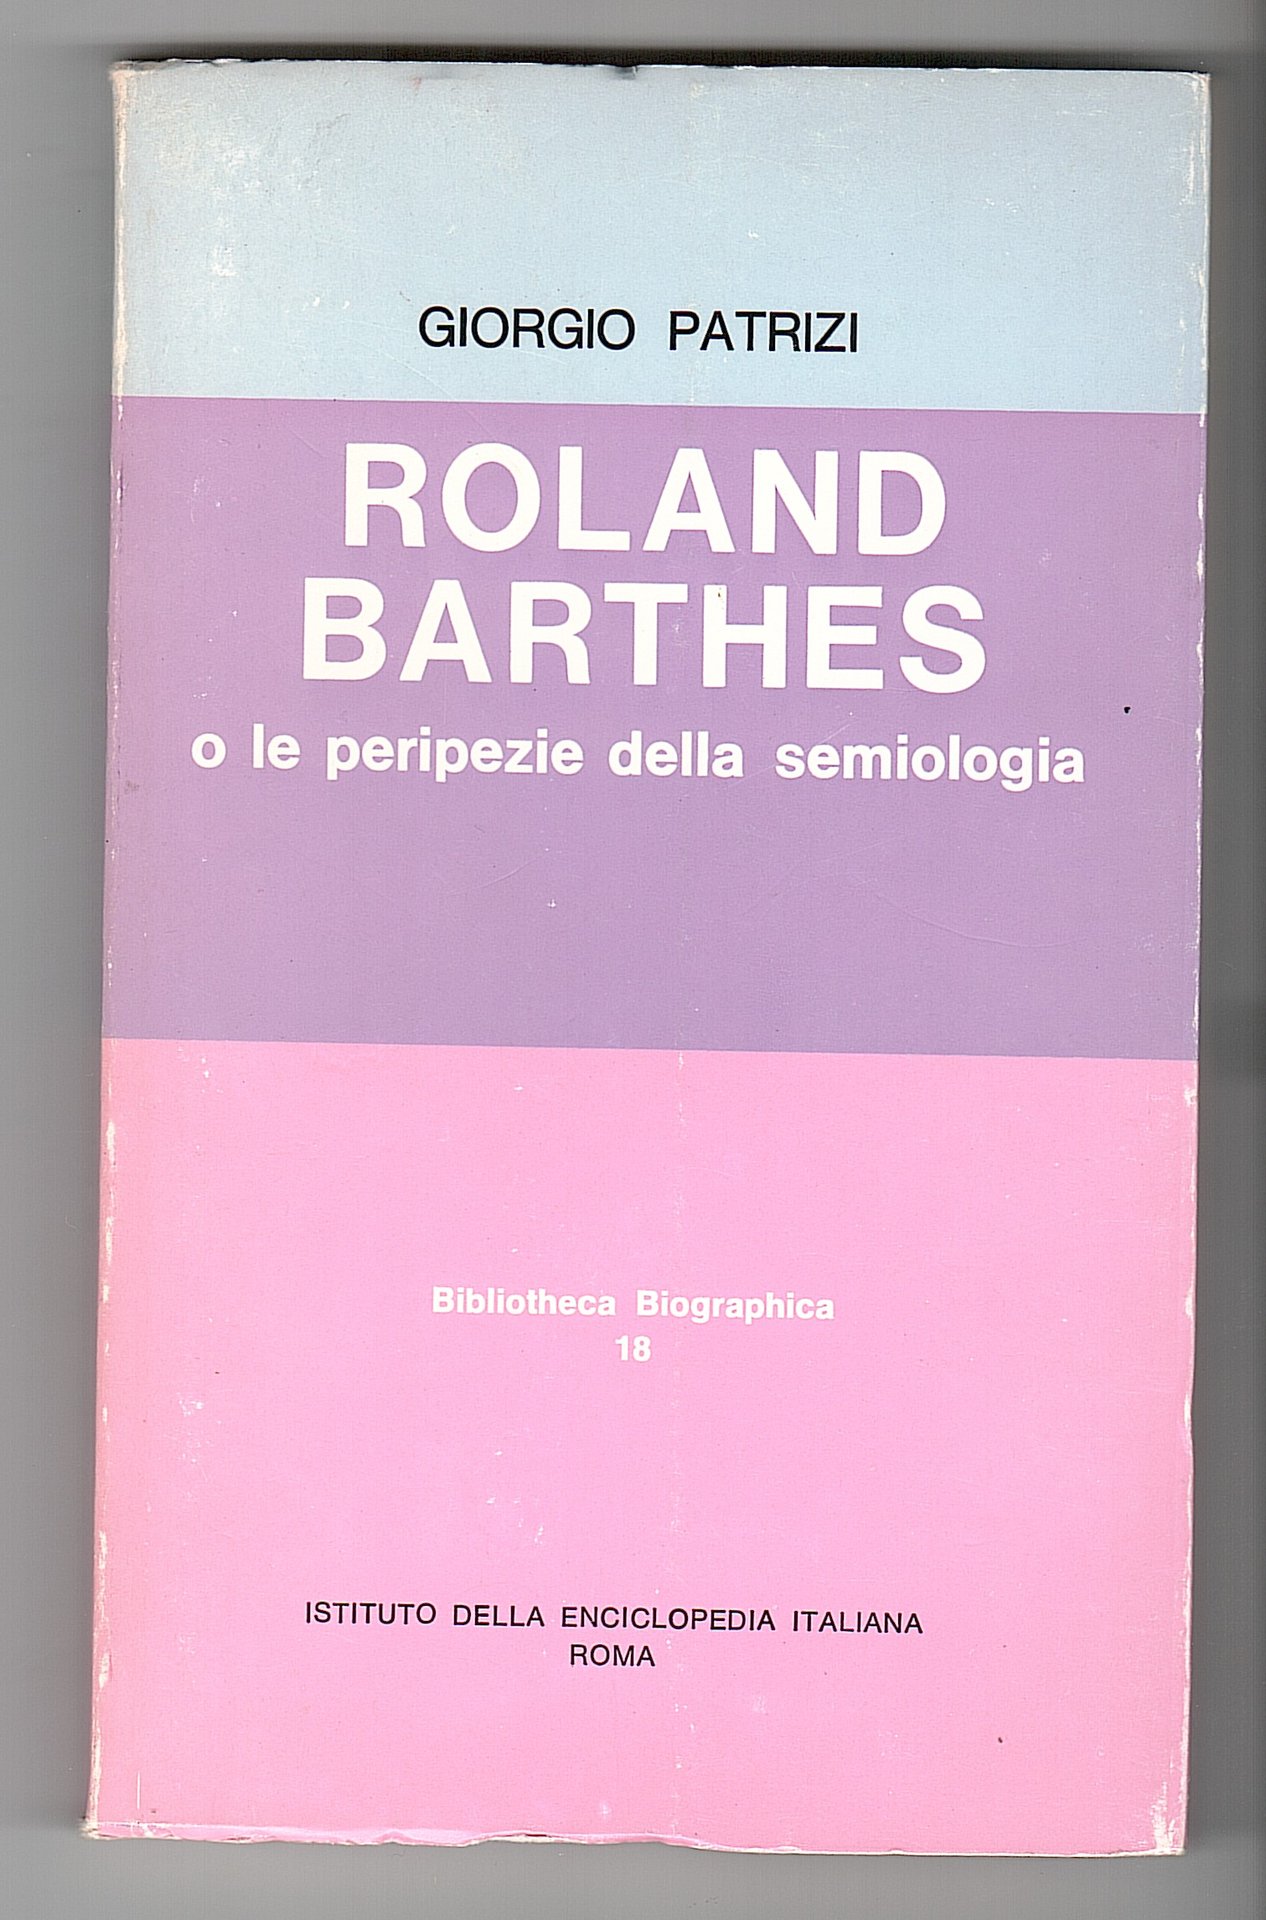 GIORGIO PATRIZI
ROLAND
BARTHES
o le peripezie della semiologia
Bibliotheca Biographica
18
ISTITUTO DELLA ENCICLOPEDIA ITALIANA
ROMA